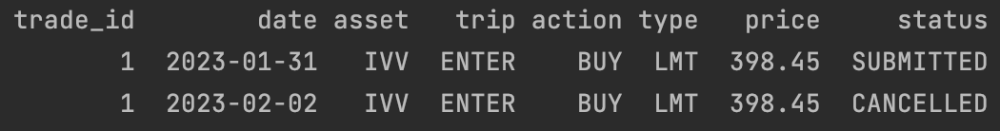 trade_id date asset trip action type price status
1 2023-01-31 IVV ENTER BUY LMT 398.45 SUBMITTED
1 2023-02-02 IVV ENTER BUY LMT 398.45 CANCELLED